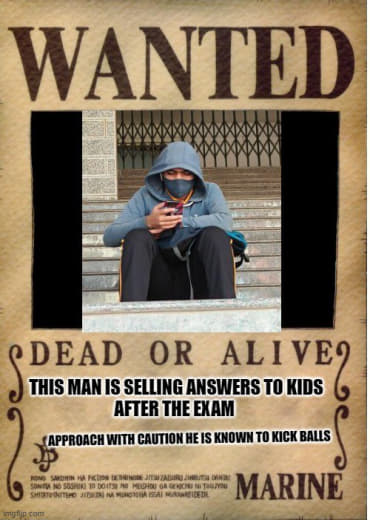 WANTED
DEAD OR ALIVE
THIS MAN IS SELLING ANSWERS TO KIDS
AFTER THE EXAM
APPROACH WITH CAUTION HE IS KNOWN TO KICK BALLS
MARINE
imgflip.com